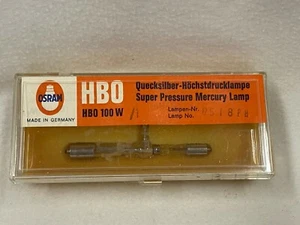 OSRAM
MADE IN GERMANY
HBO
HBO 100 W /
Quecksilber-Höchstdrucklampe
Super Pressure Mercury Lamp
Lampen-Nr.
Lamp No.